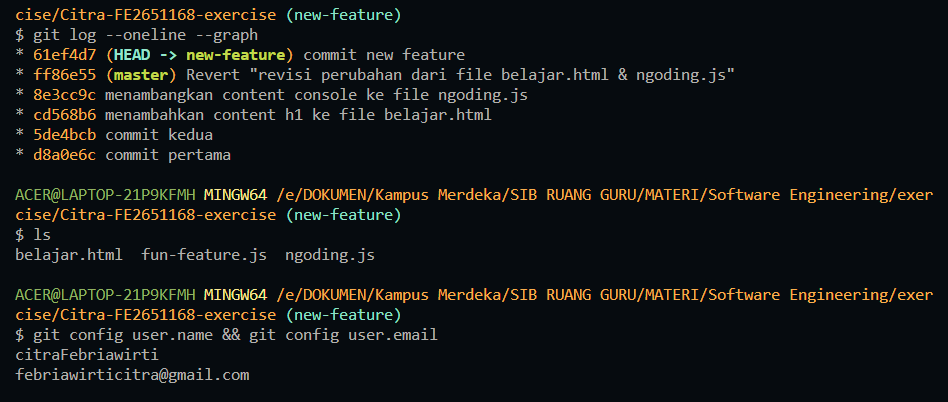 cise/Citra-FE2651168-exercise (new-feature)
$ git log --oneline --graph
* 61ef4d7 (HEAD -> new-feature) commit new feature
* ff86e55 (master) Revert "revisi perubahan dari file belajar.html & ngoding.js"
* 8e3cc9c menambangkan content console ke file ngoding.js
* cd568b6 menambahkan content h1 ke file belajar.html
* 5de4bcb commit kedua
* d8a0e6c commit pertama
ACER@LAPTOP-21P9KFMH MINGW64 /e/DOKUMEN/Kampus Merdeka/SIB RUANG GURU/MATERI/Software Engineering/exer
cise/Citra-FE2651168-exercise (new-feature)
$ ls
belajar.html  fun-feature.js  ngoding.js
ACER@LAPTOP-21P9KFMH MINGW64 /e/DOKUMEN/Kampus Merdeka/SIB RUANG GURU/MATERI/Software Engineering/exer
cise/Citra-FE2651168-exercise (new-feature)
$ git config user.name && git config user.email
citraFebriawirti
febriawirticitra@gmail.com